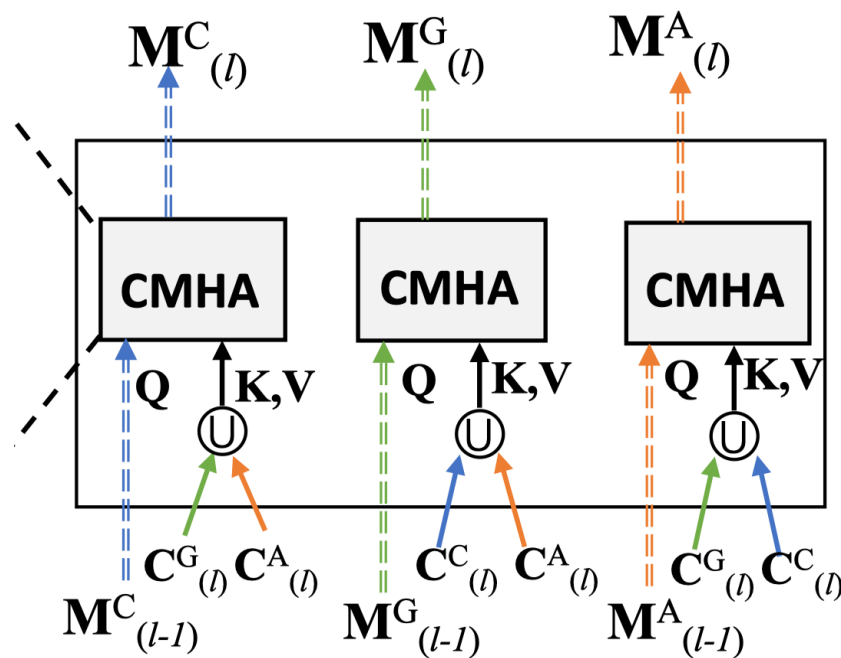 M^C_(l) M^G_(l) M^A_(l)
CMHA CMHA CMHA
Q K,V Q K,V Q K,V
U U U
C^G_(l) C^A_(l) C^C_(l) C^A_(l) C^G_(l) C^C_(l)
M^C_(l-1) M^G_(l-1) M^A_(l-1)